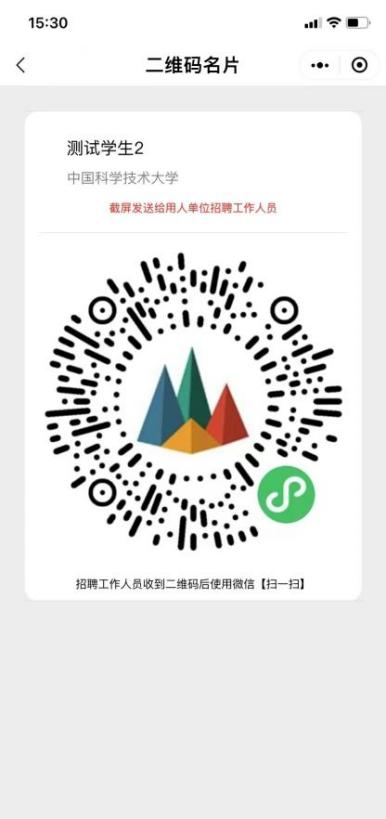 15:30
二维码名片
测试学生2
中国科学技术大学
截屏发送给用人单位招聘工作人员
招聘工作人员收到二维码后使用微信【扫一扫】